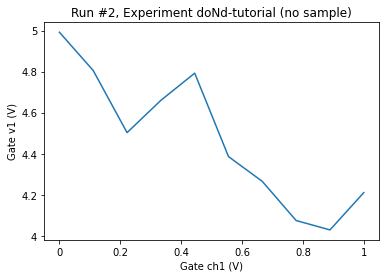 Run #2, Experiment doNd-tutorial (no sample)
5
4.8
4.6
4.4
4.2
4
Gate v1 (V)
0 0.2 0.4 0.6 0.8 1
Gate ch1 (V)